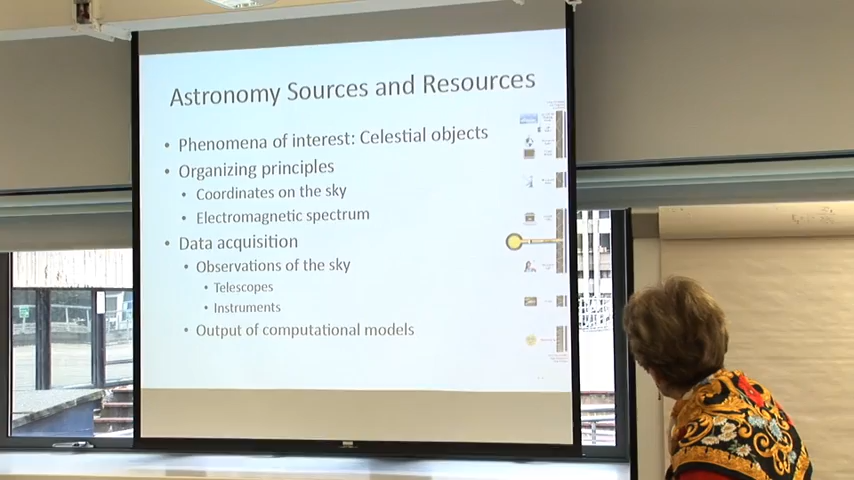 Astronomy Sources and Resources
• Phenomena of interest: Celestial objects
• Organizing principles
• Coordinates on the sky
• Electromagnetic spectrum
• Data acquisition
• Observations of the sky
• Telescopes
• Instruments
• Output of computational models